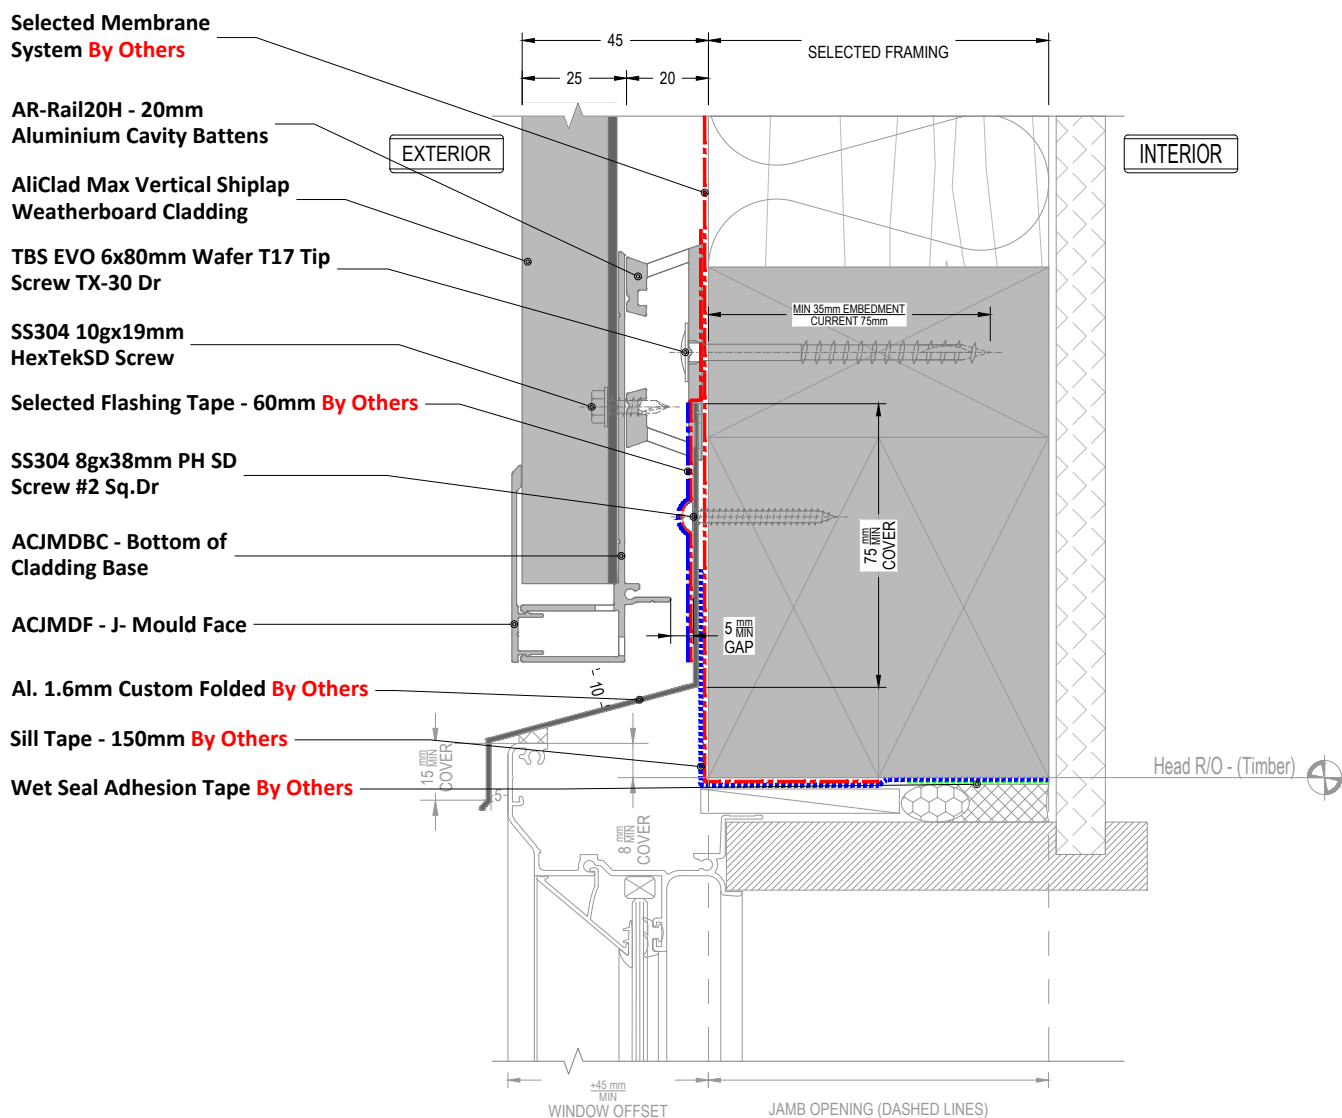 Selected Membrane
System By Others
AR-Rail20H - 20mm
Aluminium Cavity Battens
AliClad Max Vertical Shiplap
Weatherboard Cladding
TBS EVO 6x80mm Wafer T17 Tip
Screw TX-30 Dr
SS304 10gx19mm
HexTekSD Screw
Selected Flashing Tape - 60mm By Others
SS304 8gx38mm PH SD
Screw #2 Sq.Dr
ACJMDBC - Bottom of
Cladding Base
ACJMDF - J- Mould Face
Al. 1.6mm Custom Folded By Others
Sill Tape - 150mm By Others
Wet Seal Adhesion Tape By Others
45
SELECTED FRAMING
25
20
EXTERIOR
INTERIOR
MIN 35mm EMBEDMENT
CURRENT 75mm
75 mm MIN
COVER
5 mm MIN
GAP
10
15 mm MIN
COVER
5
8 mm MIN
COVER
Head R/O - (Timber)
+45 mm
MIN
WINDOW OFFSET
JAMB OPENING (DASHED LINES)